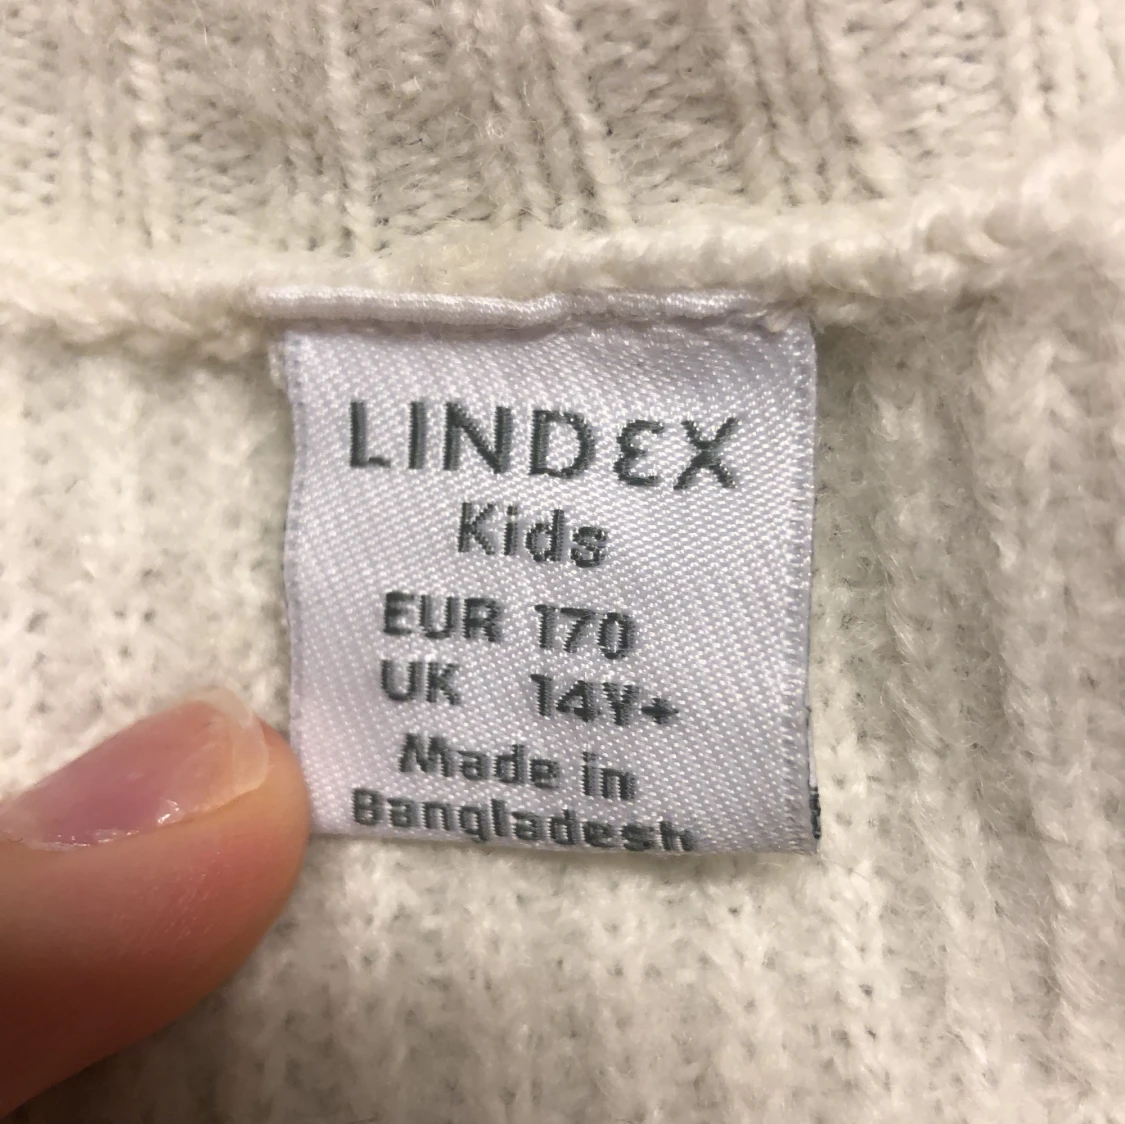 LINDEX
Kids
EUR 170
UK 14Y+
Made in
Bangladesh